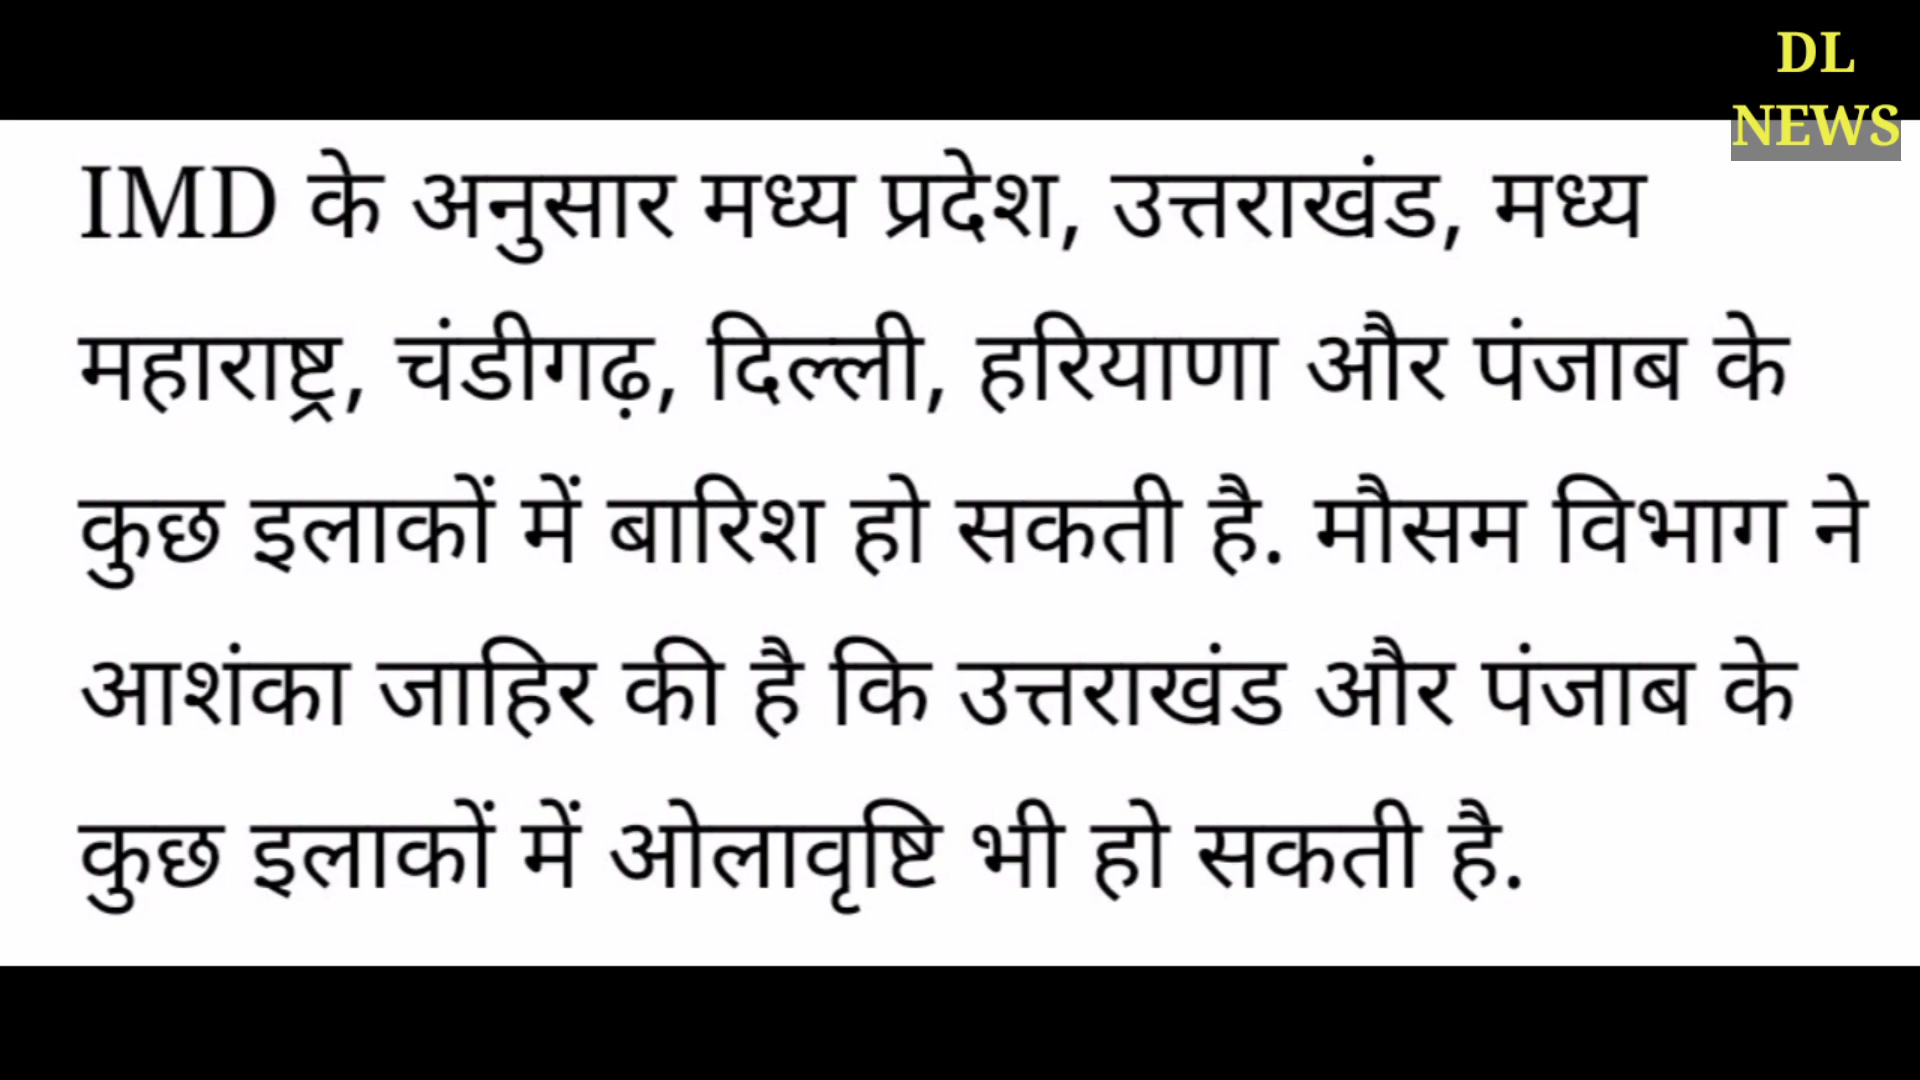 DL
NEWS
IMD के अनुसार मध्य प्रदेश, उत्तराखंड, मध्य
महाराष्ट्र, चंडीगढ़, दिल्ली, हरियाणा और पंजाब के
कुछ इलाकों में बारिश हो सकती है. मौसम विभाग ने
आशंका जाहिर की है कि उत्तराखंड और पंजाब के
कुछ इलाकों में ओलावृष्टि भी हो सकती है.